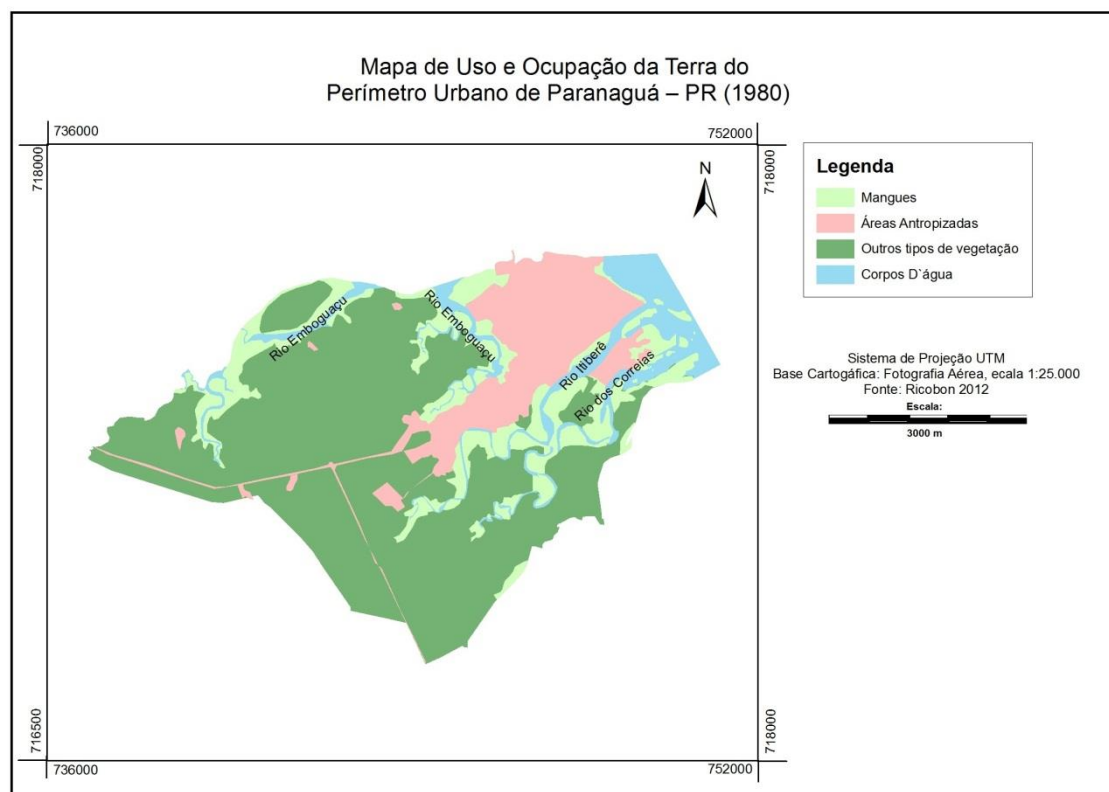 Mapa de Uso e Ocupação da Terra do
Perímetro Urbano de Paranaguá – PR (1980)
736000
752000
718000
718000
N
Legenda
Mangues
Áreas Antropizadas
Outros tipos de vegetação
Corpos D`água
Rio Emboguaçu
Rio Emboguaçu
Rio Itiberê
Rio dos Correias
Sistema de Projeção UTM
Base Cartogáfica: Fotografia Aérea, ecala 1:25.000
Fonte: Ricobon 2012
Escala:
3000 m
716500
718000
736000
752000